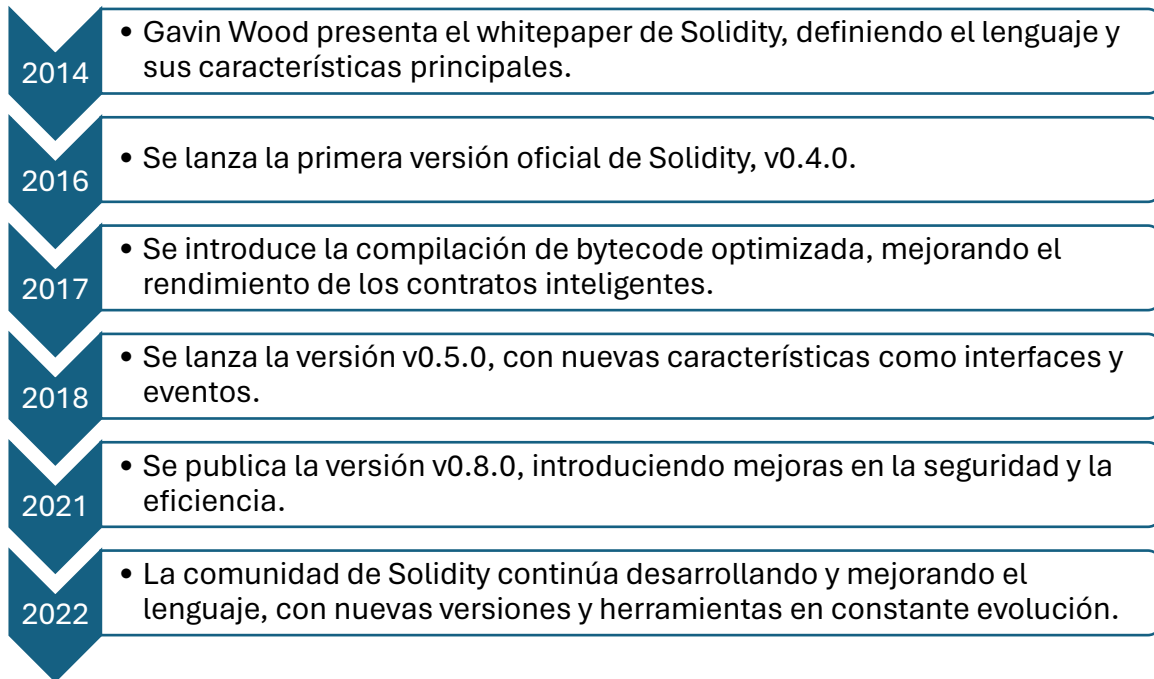 2014
• Gavin Wood presenta el whitepaper de Solidity, definiendo el lenguaje y
sus características principales.
2016
• Se lanza la primera versión oficial de Solidity, v0.4.0.
2017
• Se introduce la compilación de bytecode optimizada, mejorando el
rendimiento de los contratos inteligentes.
2018
• Se lanza la versión v0.5.0, con nuevas características como interfaces y
eventos.
2021
• Se publica la versión v0.8.0, introduciendo mejoras en la seguridad y la
eficiencia.
2022
• La comunidad de Solidity continúa desarrollando y mejorando el
lenguaje, con nuevas versiones y herramientas en constante evolución.